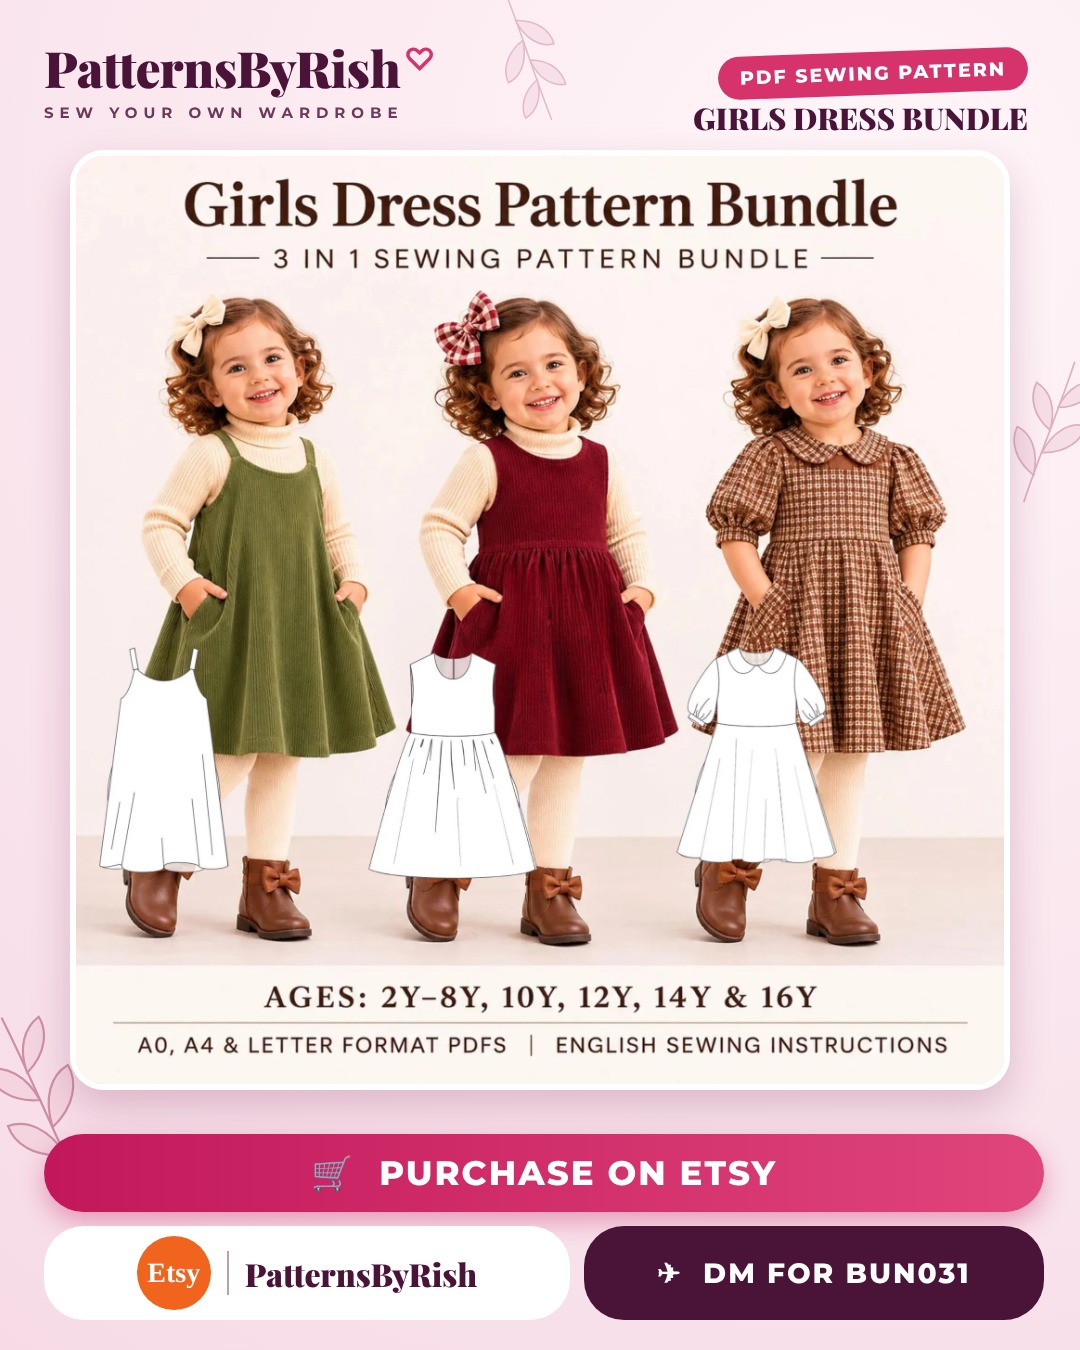 PatternsByRish
SEW YOUR OWN WARDROBE
PDF SEWING PATTERN
GIRLS DRESS BUNDLE
Girls Dress Pattern Bundle
3 IN 1 SEWING PATTERN BUNDLE
AGES: 2Y–8Y, 10Y, 12Y, 14Y & 16Y
A0, A4 & LETTER FORMAT PDFS | ENGLISH SEWING INSTRUCTIONS
PURCHASE ON ETSY
Etsy | PatternsByRish
DM FOR BUN031